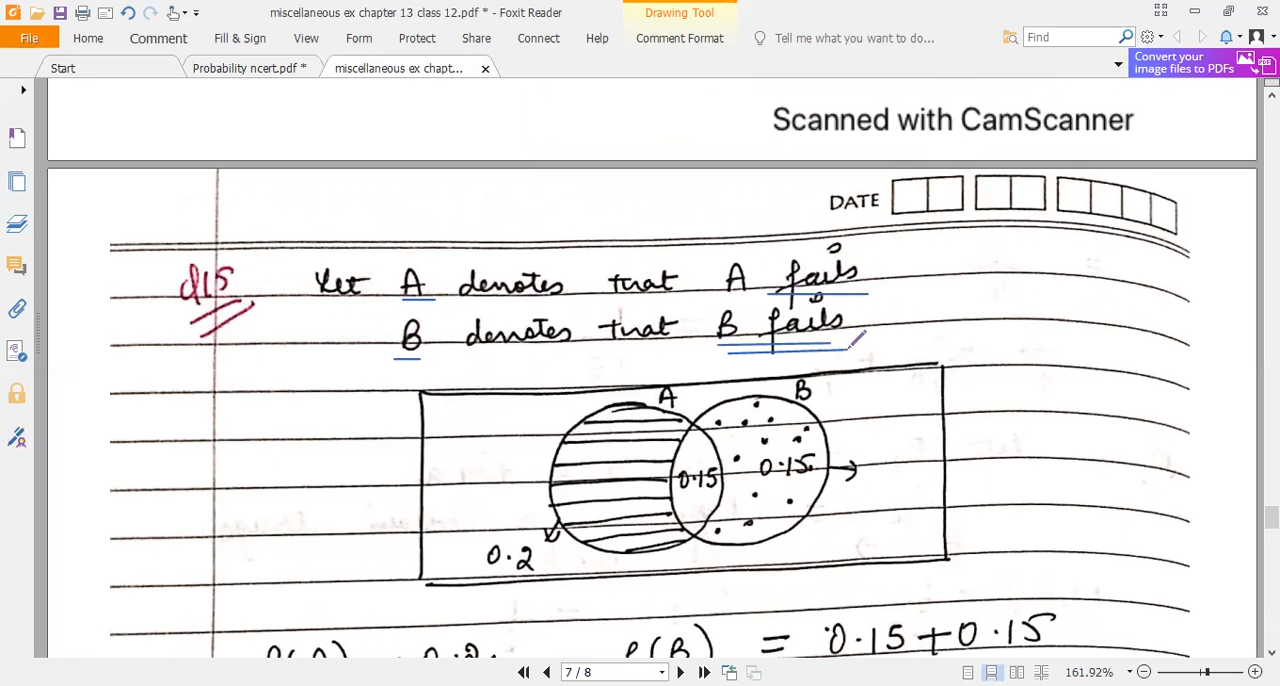 miscellaneous ex chapter 13 class 12.pdf * - Foxit Reader
Drawing Tool
File Home Comment Fill & Sign View Form Protect Share Connect Help Comment Format Tell me what you want to do... Find
Start Probability ncert.pdf * miscellaneous ex chapt...
Convert your
image files to PDFs
PDF
Scanned with CamScanner
DATE
Q15 Let A denotes that A fails
B denotes that B fails
A B
0.15 0.15
0.2
= 0.15+0.15
P(B)
7 / 8 161.92%